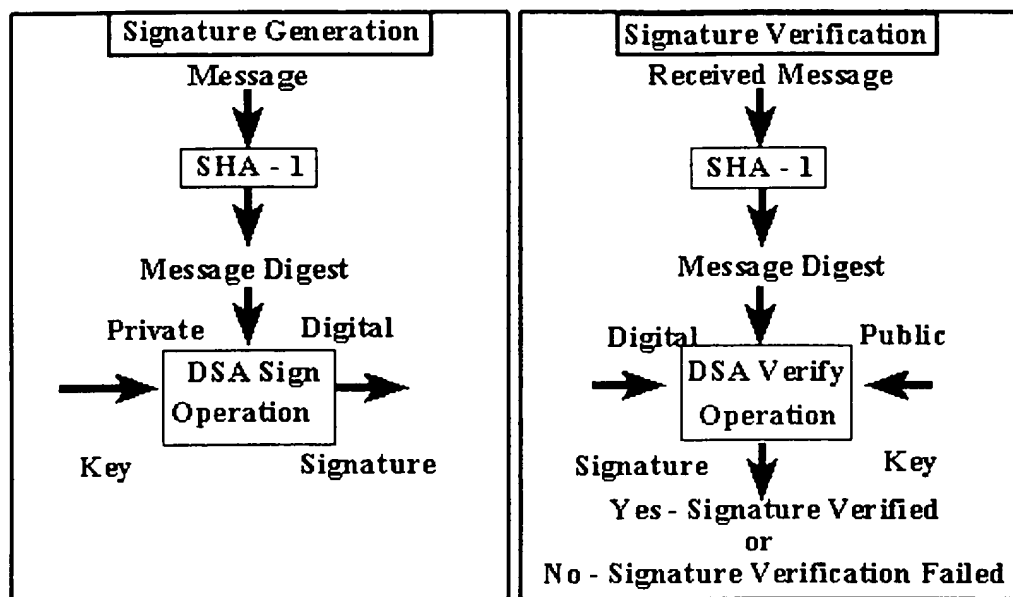 Signature Generation
Message
SHA - 1
Message Digest
Private Digital
DSA Sign
Operation
Key Signature
Signature Verification
Received Message
SHA - 1
Message Digest
Digital Public
DSA Verify
Operation
Signature Key
Yes - Signature Verified
or
No - Signature Verification Failed